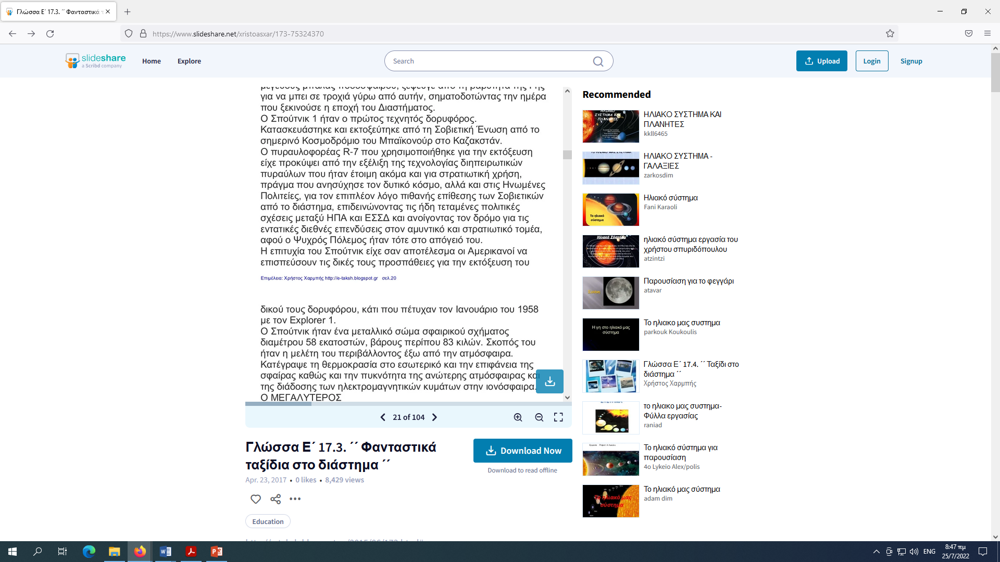 Γλώσσα Ε΄ 17.3. ΄΄ Φανταστικά τ
https://www.slideshare.net/xristoasxar/173-75324370
slideshare
a Scribd company
Home
Explore
Search
Upload
Login
Signup
για να μπει σε τροχιά γύρω από αυτήν, σηματοδοτώντας την ημέρα
που ξεκινούσε η εποχή του Διαστήματος.
Ο Σπούτνικ 1 ήταν ο πρώτος τεχνητός δορυφόρος.
Κατασκευάστηκε και εκτοξεύτηκε από τη Σοβιετική Ένωση από το
σημερινό Κοσμοδρόμιο του Μπαϊκονούρ στο Καζακστάν.
Ο πυραυλοφορέας R-7 που χρησιμοποιήθηκε για την εκτόξευση
είχε προκύψει από την εξέλιξη της τεχνολογίας διηπειρωτικών
πυραύλων που ήταν έτοιμη ακόμα και για στρατιωτική χρήση,
πράγμα που ανησύχησε τον δυτικό κόσμο, αλλά και στις Ηνωμένες
Πολιτείες, για τον επιπλέον λόγο πιθανής επίθεσης των Σοβιετικών
από το διάστημα, επιδεινώνοντας τις ήδη τεταμένες πολιτικές
σχέσεις μεταξύ ΗΠΑ και ΕΣΣΔ και ανοίγοντας τον δρόμο για τις
εντατικές διεθνές επενδύσεις στον αμυντικό και στρατιωτικό τομέα,
αφού ο Ψυχρός Πόλεμος ήταν τότε στο απόγειό του.
Η επιτυχία του Σπούτνικ είχε σαν αποτέλεσμα οι Αμερικανοί να
επισπεύσουν τις δικές τους προσπάθειες για την εκτόξευση του
Επιμέλεια: Χρήστος Χαρμπής http://e-taksh.blogspot.gr σελ.20
δικού τους δορυφόρου, κάτι που πέτυχαν τον Ιανουάριο του 1958
με τον Explorer 1.
Ο Σπούτνικ ήταν ένα μεταλλικό σώμα σφαιρικού σχήματος
διαμέτρου 58 εκατοστών, βάρους περίπου 83 κιλών. Σκοπός του
ήταν η μελέτη του περιβάλλοντος έξω από την ατμόσφαιρα.
Κατέγραψε τη θερμοκρασία στο εσωτερικό και την επιφάνεια της
σφαίρας καθώς και την πυκνότητα της ανώτερης ατμόσφαιρας και
της διάδοσης των ηλεκτρομαγνητικών κυμάτων στην ιονόσφαιρα.
Ο ΜΕΓΑΛΥΤΕΡΟΣ
21 of 104
Γλώσσα Ε΄ 17.3. ΄΄ Φανταστικά
ταξίδια στο διάστημα ΄΄
Apr. 23, 2017 • 0 likes • 8,429 views
Download Now
Download to read offline
Education
Recommended
ΗΛΙΑΚΟ ΣΥΣΤΗΜΑ ΚΑΙ
ΠΛΑΝΗΤΕΣ
kkll6465
ΗΛΙΑΚΟ ΣΥΣΤΗΜΑ -
ΓΑΛΑΞΙΕΣ
zarkosdim
Το ηλιακό
σύστημα
Ηλιακό σύστημα
Fani Karaoli
Ηλιακό Σύστημα
ηλιακό σύστημα εργασία του
χρήστου σπυριδόπουλου
atzintzi
Παρουσίαση για το φεγγάρι
atavar
Η γη στο ηλιακό μας
σύστημα
Το ηλιακο μας συστημα
parkouk Koukoulis
Γλώσσα Ε΄ 17.4. ΄΄ Ταξίδι στο
διάστημα ΄΄
Χρήστος Χαρμπής
το ηλιακο μας συστημα-
Φύλλα εργασίας
raniad
Το ηλιακό σύστημα για
παρουσίαση
4o Lykeio Alex/polis
Το ηλιακό μας
σύστημα
Το ηλιακό μας σύστημα
adam dim
ENG
8:47 πμ
25/7/2022